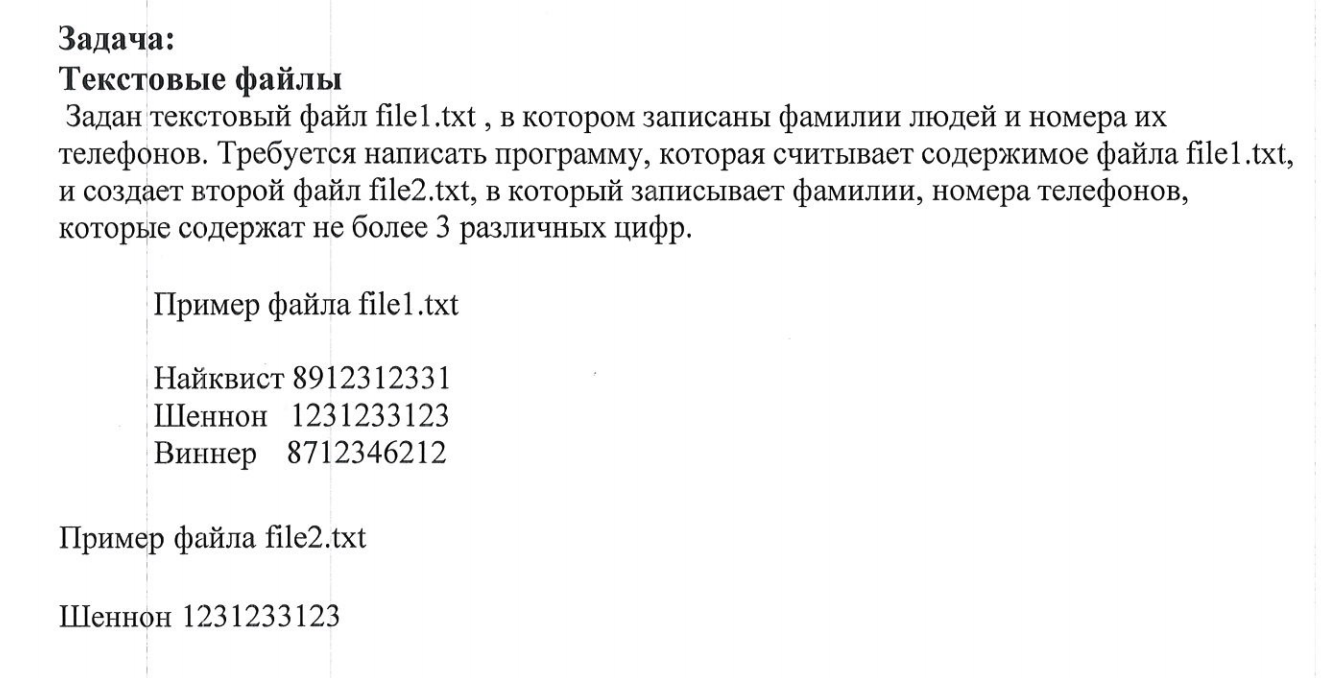 Задача:
Текстовые файлы
Задан текстовый файл file1.txt , в котором записаны фамилии людей и номера их
телефонов. Требуется написать программу, которая считывает содержимое файла file1.txt,
и создает второй файл file2.txt, в который записывает фамилии, номера телефонов,
которые содержат не более 3 различных цифр.
Пример файла file1.txt
Найквист 8912312331
Шеннон 1231233123
Виннер 8712346212
Пример файла file2.txt
Шеннон 1231233123